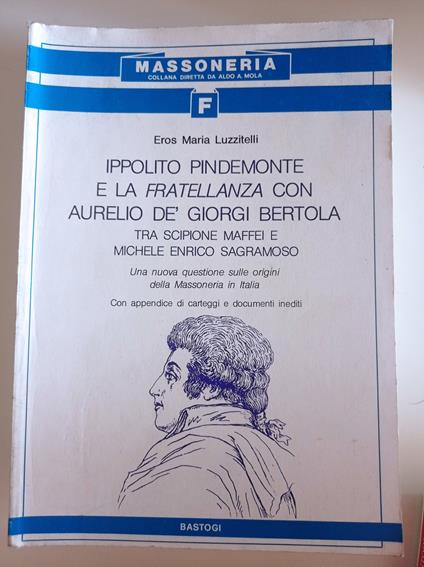 MASSONERIA
COLLANA DIRETTA DA ALDO A. MOLA
F
Eros Maria Luzzitelli
IPPOLITO PINDEMONTE
E LA FRATELLANZA CON
AURELIO DE' GIORGI BERTOLA
TRA SCIPIONE MAFFEI E
MICHELE ENRICO SAGRAMOSO
Una nuova questione sulle origini
della Massoneria in Italia
Con appendice di carteggi e documenti inediti
BASTOGI